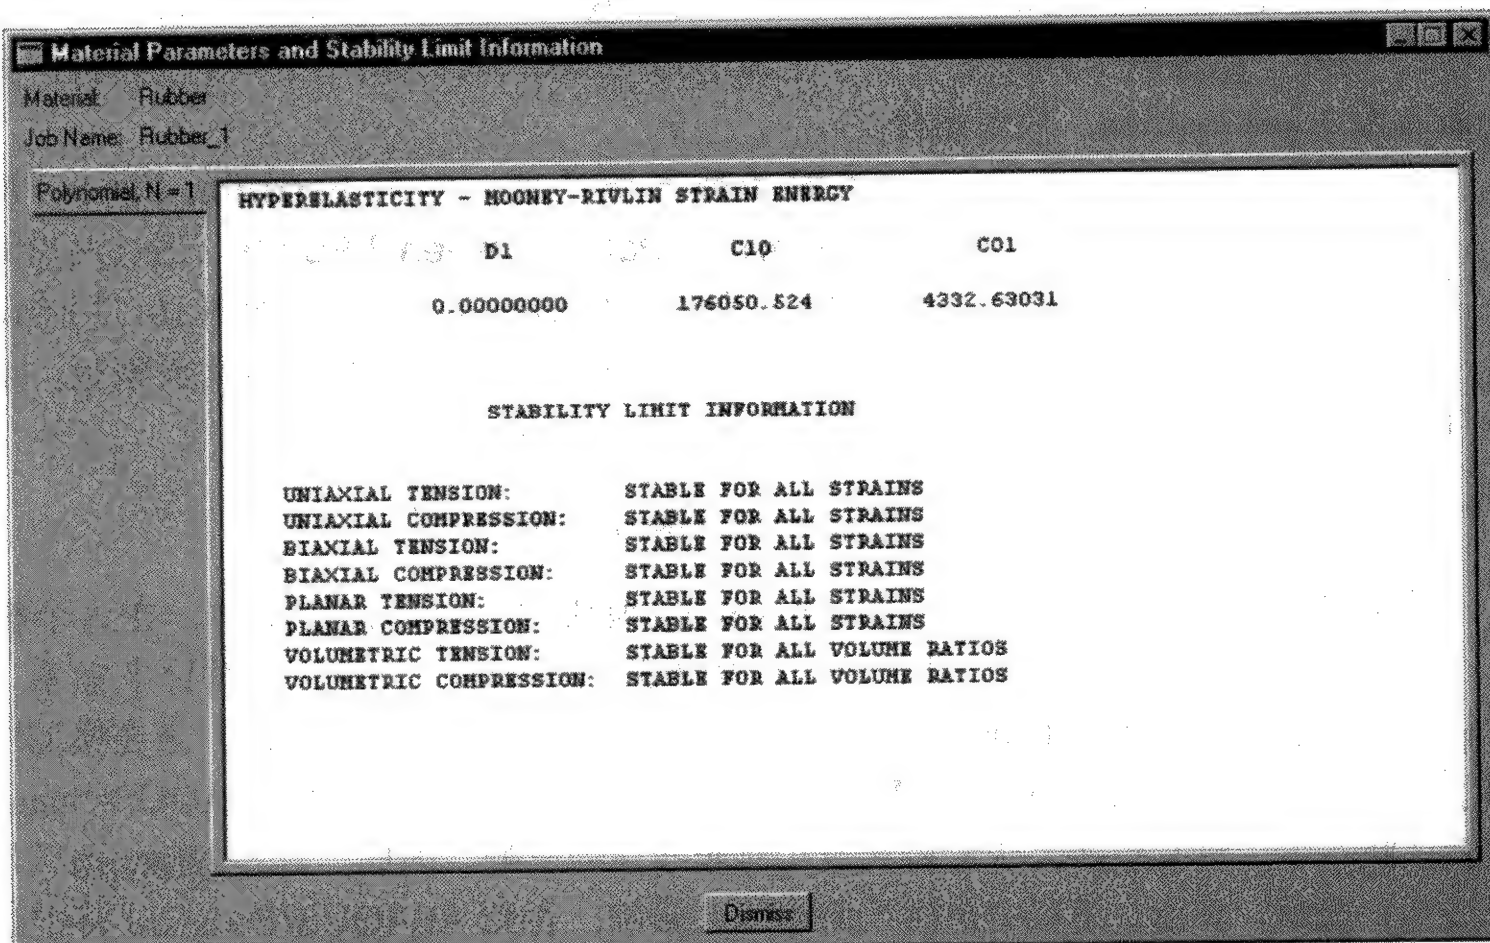 Material Parameters and Stability Limit Information
Material: Rubber
Job Name: Rubber_1
Polynomial, N = 1
HYPERELASTICITY - MOONEY-RIVLIN STRAIN ENERGY
D1 C10 C01
0.00000000 176050.524 4332.63031
STABILITY LIMIT INFORMATION
UNIAXIAL TENSION: STABLE FOR ALL STRAINS
UNIAXIAL COMPRESSION: STABLE FOR ALL STRAINS
BIAXIAL TENSION: STABLE FOR ALL STRAINS
BIAXIAL COMPRESSION: STABLE FOR ALL STRAINS
PLANAR TENSION: STABLE FOR ALL STRAINS
PLANAR COMPRESSION: STABLE FOR ALL STRAINS
VOLUMETRIC TENSION: STABLE FOR ALL VOLUME RATIOS
VOLUMETRIC COMPRESSION: STABLE FOR ALL VOLUME RATIOS
Dismiss